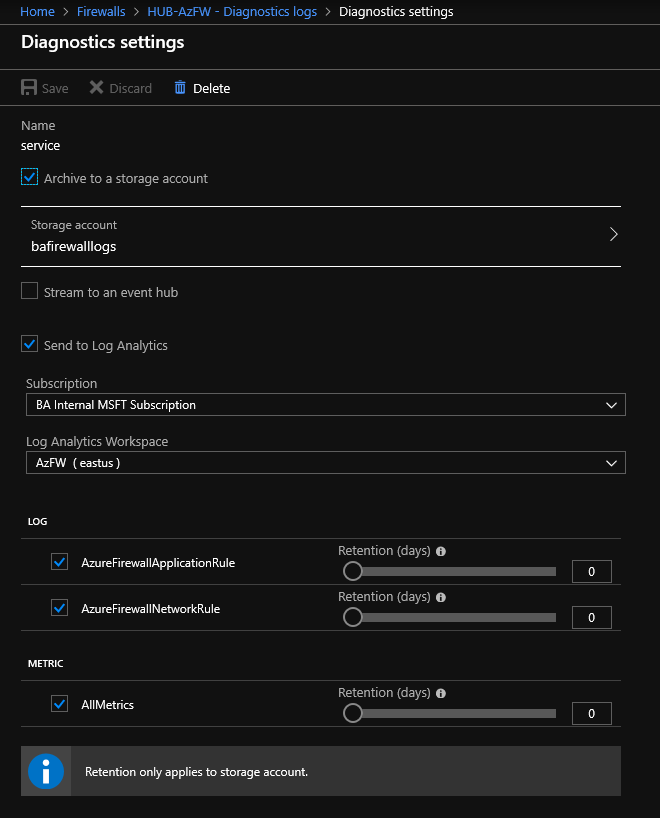 Home > Firewalls > HUB-AzFW - Diagnostics logs > Diagnostics settings
Diagnostics settings
Save Discard Delete
Name
service
Archive to a storage account
Storage account
bafirewalllogs
Stream to an event hub
Send to Log Analytics
Subscription
BA Internal MSFT Subscription
Log Analytics Workspace
AzFW ( eastus )
LOG
Retention (days)
AzureFirewallApplicationRule
0
Retention (days)
AzureFirewallNetworkRule
0
METRIC
Retention (days)
AllMetrics
0
Retention only applies to storage account.